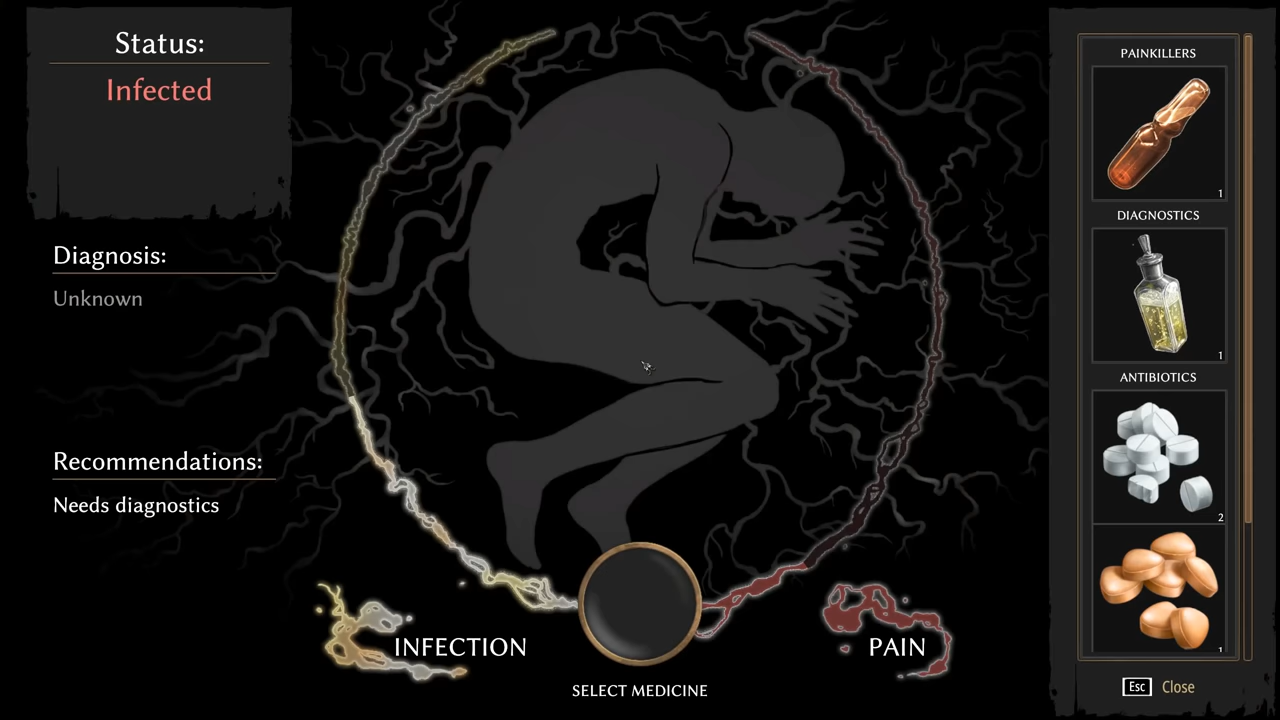 Status:
Infected
Diagnosis:
Unknown
Recommendations:
Needs diagnostics
INFECTION
PAIN
SELECT MEDICINE
PAINKILLERS
1
DIAGNOSTICS
1
ANTIBIOTICS
2
1
Esc Close